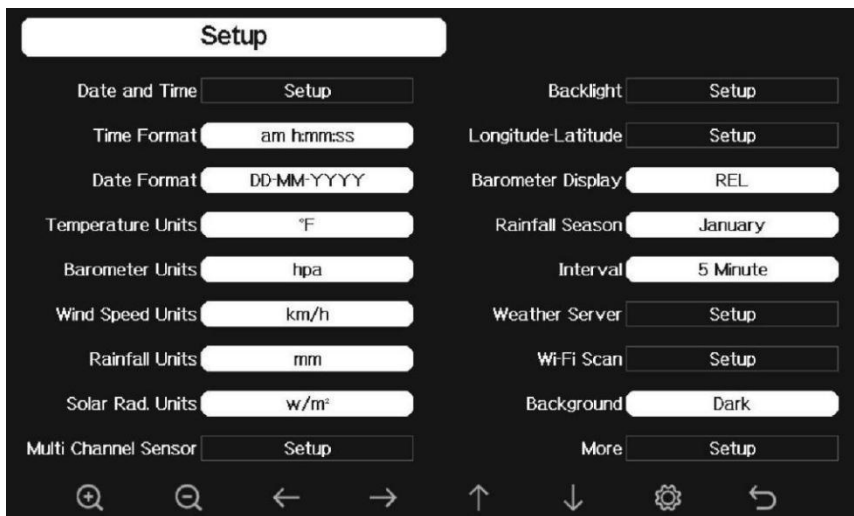 Setup
Date and Time Setup
Time Format am h:mm:ss
Date Format DD-MM-YYYY
Temperature Units °F
Barometer Units hpa
Wind Speed Units km/h
Rainfall Units mm
Solar Rad. Units w/m²
Multi Channel Sensor Setup
Backlight Setup
Longitude-Latitude Setup
Barometer Display REL
Rainfall Season January
Interval 5 Minute
Weather Server Setup
Wi-Fi Scan Setup
Background Dark
More Setup